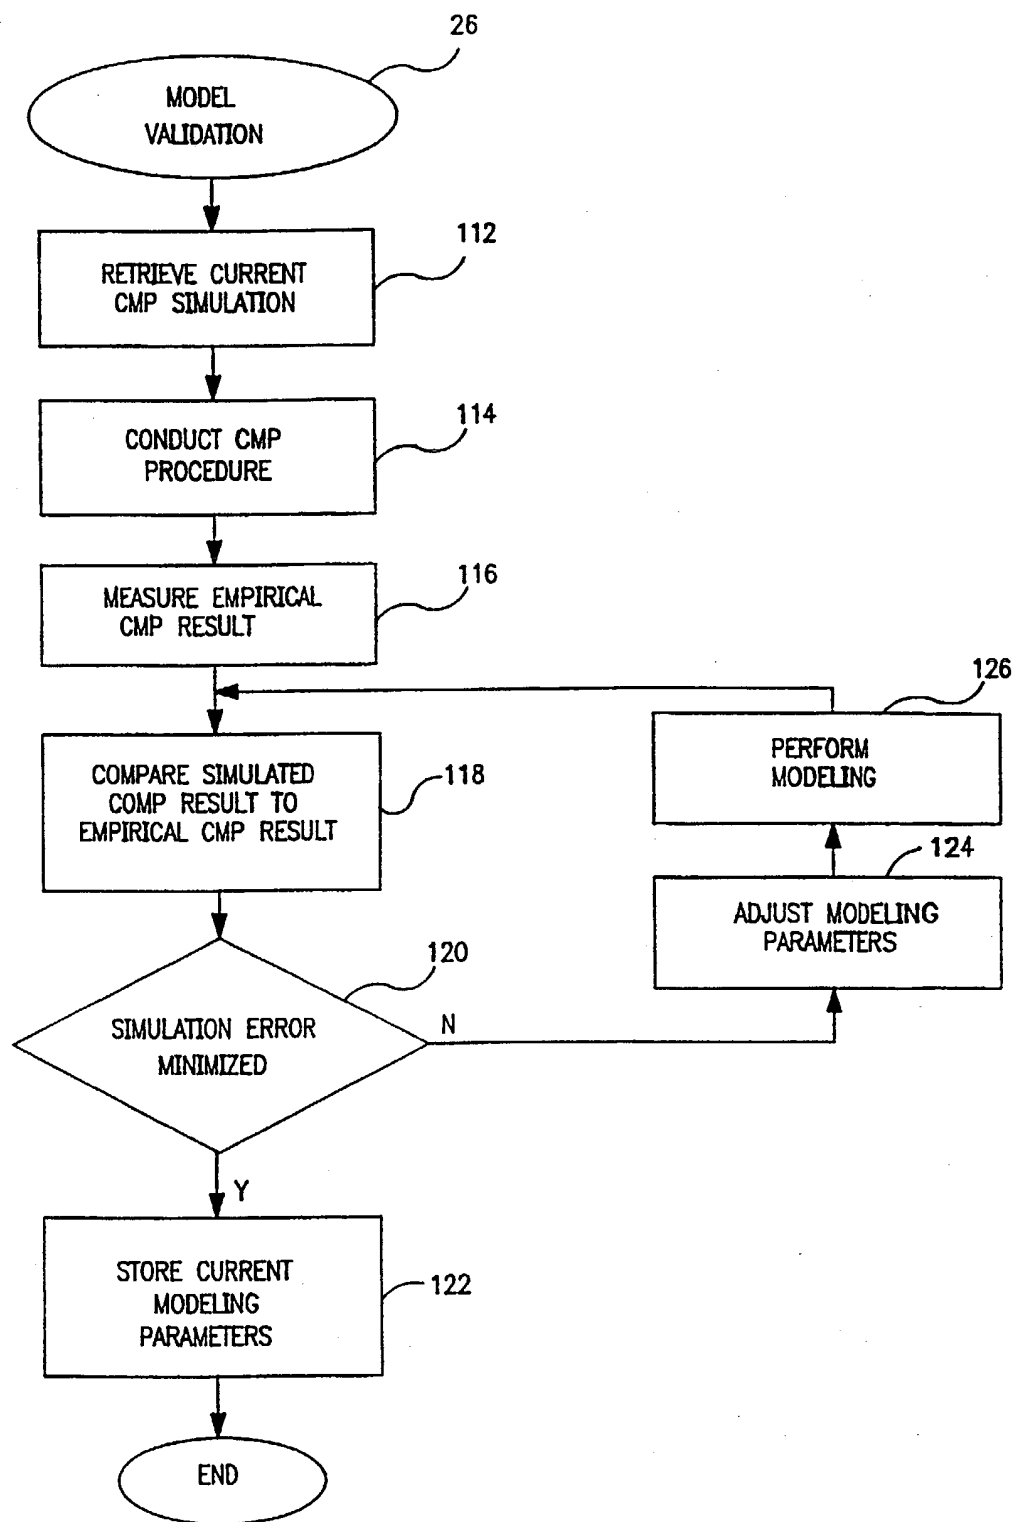 26
MODEL
VALIDATION
112
RETRIEVE CURRENT
CMP SIMULATION
114
CONDUCT CMP
PROCEDURE
116
MEASURE EMPIRICAL
CMP RESULT
118
COMPARE SIMULATED
COMP RESULT TO
EMPIRICAL CMP RESULT
126
PERFORM
MODELING
124
ADJUST MODELING
PARAMETERS
120
SIMULATION ERROR
MINIMIZED
N
Y
STORE CURRENT
MODELING
PARAMETERS
122
END